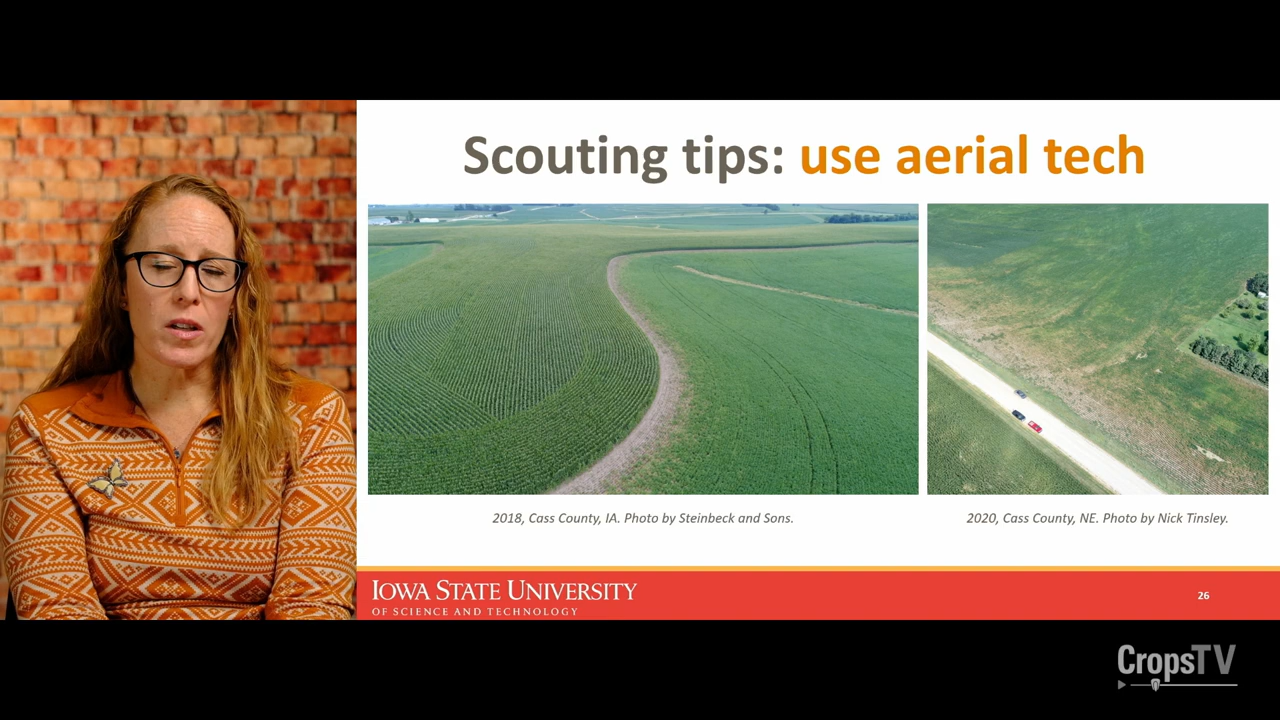 Scouting tips: use aerial tech
2018, Cass County, IA. Photo by Steinbeck and Sons.
2020, Cass County, NE. Photo by Nick Tinsley.
IOWA STATE UNIVERSITY
OF SCIENCE AND TECHNOLOGY
26
CropsTV